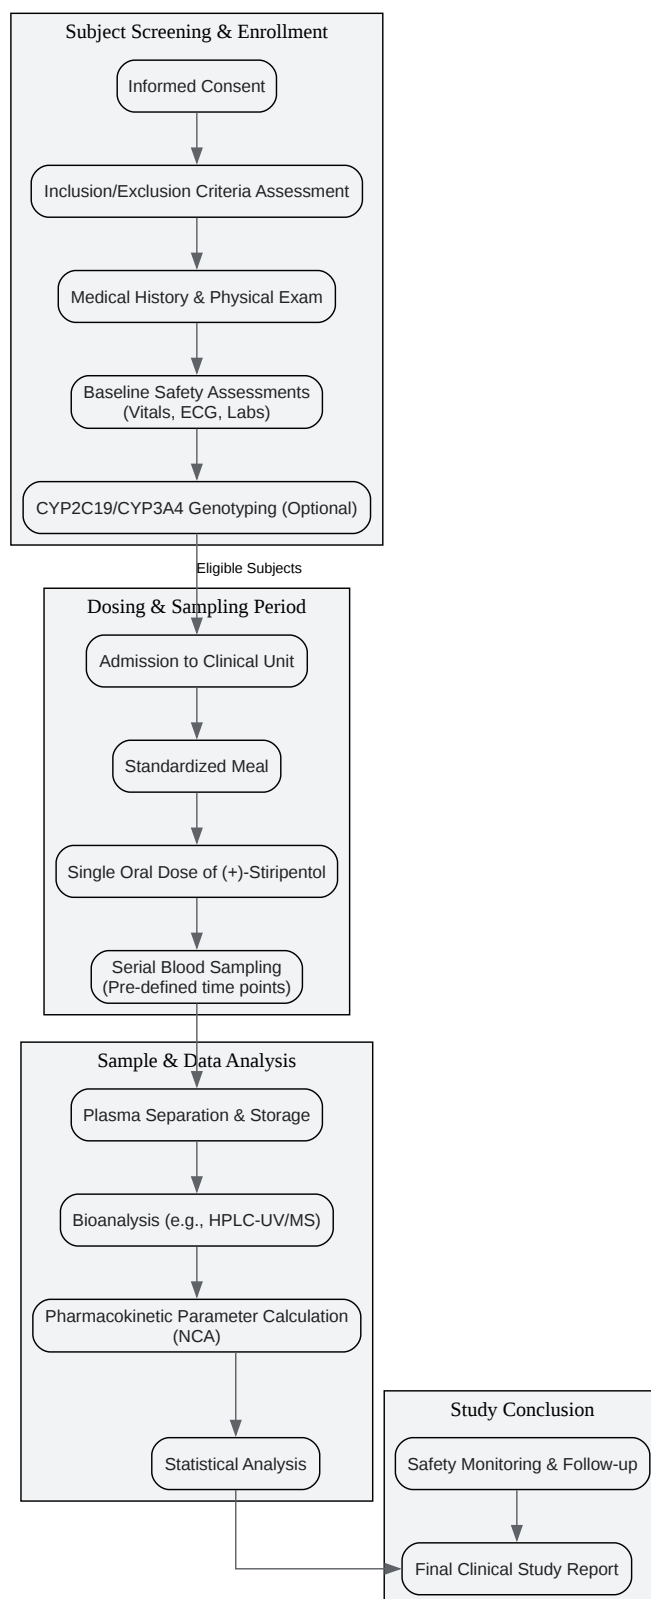 Subject Screening & Enrollment
Informed Consent
Inclusion/Exclusion Criteria Assessment
Medical History & Physical Exam
Baseline Safety Assessments
(Vitals, ECG, Labs)
CYP2C19/CYP3A4 Genotyping (Optional)
Eligible Subjects
Dosing & Sampling Period
Admission to Clinical Unit
Standardized Meal
Single Oral Dose of (+)-Stiripentol
Serial Blood Sampling
(Pre-defined time points)
Sample & Data Analysis
Plasma Separation & Storage
Bioanalysis (e.g., HPLC-UV/MS)
Pharmacokinetic Parameter Calculation
(NCA)
Statistical Analysis
Study Conclusion
Safety Monitoring & Follow-up
Final Clinical Study Report